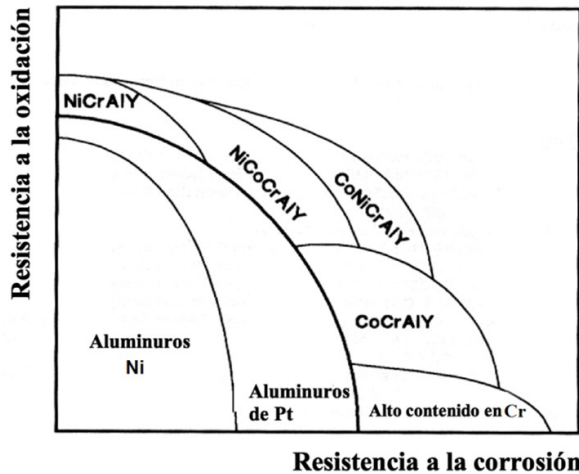 Resistencia a la oxidación
NiCrAlY
NiCoCrAlY
CoNiCrAlY
CoCrAlY
Aluminuros
Ni
Aluminuros
de Pt
Alto contenido en Cr
Resistencia a la corrosión